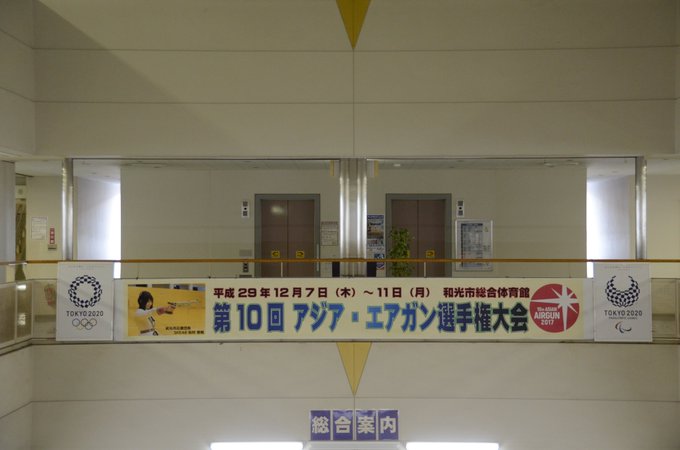 平成29年12月7日（木）～11日（月） 和光市総合体育館
第10回 アジア・エアガン選手権大会
AIRGUN
2017
TOKYO 2020
TOKYO 2020
PARALYMPIC GAMES
総合案内